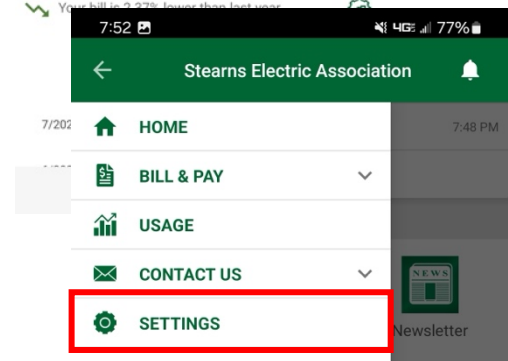 Your bill is 2.37% lower than last year
7:52 4G 77%
Stearns Electric Association
7/202
HOME
7:48 PM
BILL & PAY
USAGE
CONTACT US
NEWS
SETTINGS
Newsletter